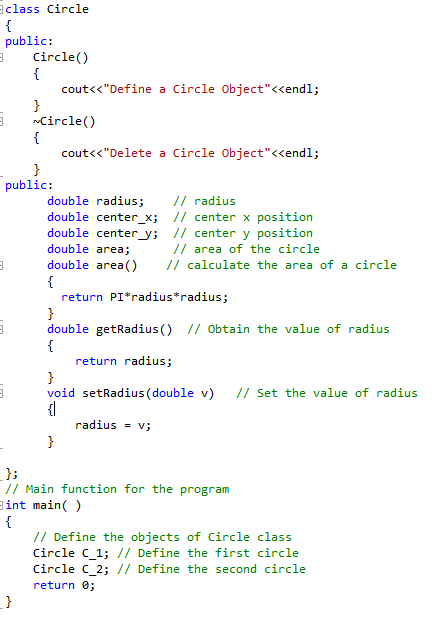 class Circle
{
public:
    Circle()
    {
        cout<<"Define a Circle Object"<<endl;
    }
    ~Circle()
    {
        cout<<"Delete a Circle Object"<<endl;
    }
public:
      double radius;    // radius
      double center_x;  // center x position
      double center_y;  // center y position
      double area;      // area of the circle
      double area()    // calculate the area of a circle
      {
        return PI*radius*radius;
      }
      double getRadius()  // Obtain the value of radius
      {
          return radius;
      }
      void setRadius(double v)   // Set the value of radius
      {
          radius = v;
      }

};
// Main function for the program
int main( )
{
    // Define the objects of Circle class
    Circle C_1; // Define the first circle
    Circle C_2; // Define the second circle
    return 0;
}